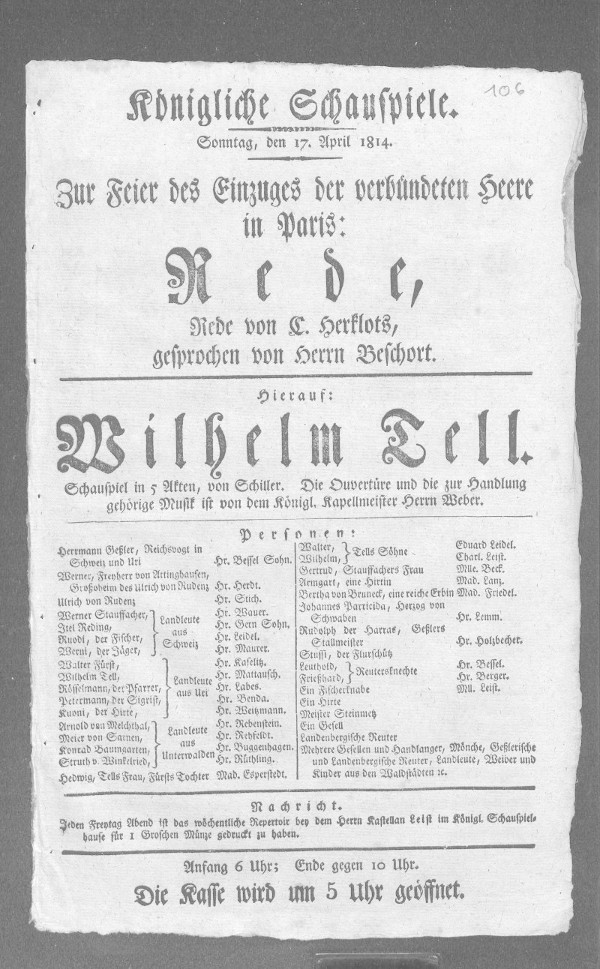 106
Königliche Schauspiele.
Sonntag, den 17. April 1814.
Zur Feier des Einzuges der verbündeten Heere
in Paris:
Rede,
Rede von C. Herklots,
gesprochen von Herrn Beschort.
Hierauf:
Wilhelm Tell.
Schauspiel in 5 Akten, von Schiller. Die Ouvertüre und die zur Handlung
gehörige Musik ist von dem Königl. Kapellmeister Herrn Weber.
Personen:
Herrmann Geßler, Reichsvogt in
Schweiz und Uri Hr. Bessel Sohn.
Werner, Freyherr von Attinghausen,
Großoheim des Ulrich von Rudenz Hr. Herdt.
Ulrich von Rudenz Hr. Stich.
Werner Stauffacher, Hr. Wauer.
Itel Reding, Landleute Hr. Gern Sohn.
Ruodi, der Fischer, aus Hr. Leidel.
Werni, der Jäger, Schweiz Hr. Maurer.
Walter Fürst, Hr. Kaselitz.
Wilhelm Tell, Hr. Mattausch.
Rösselmann, der Pfarrer, Landleute Hr. Labes.
Petermann, der Sigrist, aus Uri Hr. Benda.
Kuoni, der Hirte, Hr. Weitzmann.
Arnold von Melchthal, Hr. Rebenstein.
Meier von Sarnen, Landleute Hr. Rehfeldt.
Konrad Baumgarten, aus Hr. Buggenhagen.
Struth v. Winkelried, Unterwalden Hr. Rüthling.
Hedwig, Tells Frau, Fürsts Tochter Mad. Esperstedt.
Walter, Tells Söhne Eduard Leidel.
Wilhelm, Charl. Leist.
Gertrud, Stauffachers Frau Mlle. Beck.
Armgart, eine Hirtin Mad. Lanz.
Bertha von Bruneck, eine reiche Erbin Mad. Friedel.
Johannes Parricida, Herzog von
Schwaben Hr. Lemm.
Rudolph der Harras, Geßlers
Stallmeister Hr. Holzbecher.
Stussi, der Flurschütz
Leuthold, Reutersknechte Hr. Bessel.
Frießhard, Hr. Berger.
Ein Fischerknabe Mll. Leist.
Ein Hirte
Meister Steinmetz
Ein Gesell
Landenbergische Reuter
Mehrere Gesellen und Handlanger, Mönche, Geßlerische
und Landenbergische Reuter, Landleute, Weiber und
Kinder aus den Waldstädten ꝛc.
Nachricht.
Jeden Freytag Abend ist das wöchentliche Repertoir bey dem Herrn Kastellan Leist im Königl. Schauspiel-
hause für 1 Groschen Münze gedruckt zu haben.
Anfang 6 Uhr; Ende gegen 10 Uhr.
Die Kasse wird um 5 Uhr geöffnet.